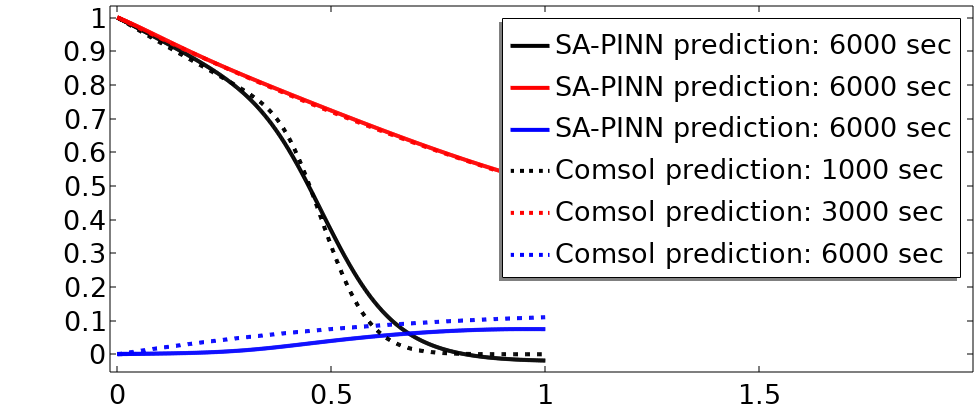 1
0.9
0.8
0.7
0.6
0.5
0.4
0.3
0.2
0.1
0
SA-PINN prediction: 6000 sec
SA-PINN prediction: 6000 sec
SA-PINN prediction: 6000 sec
Comsol prediction: 1000 sec
Comsol prediction: 3000 sec
Comsol prediction: 6000 sec
0 0.5 1 1.5